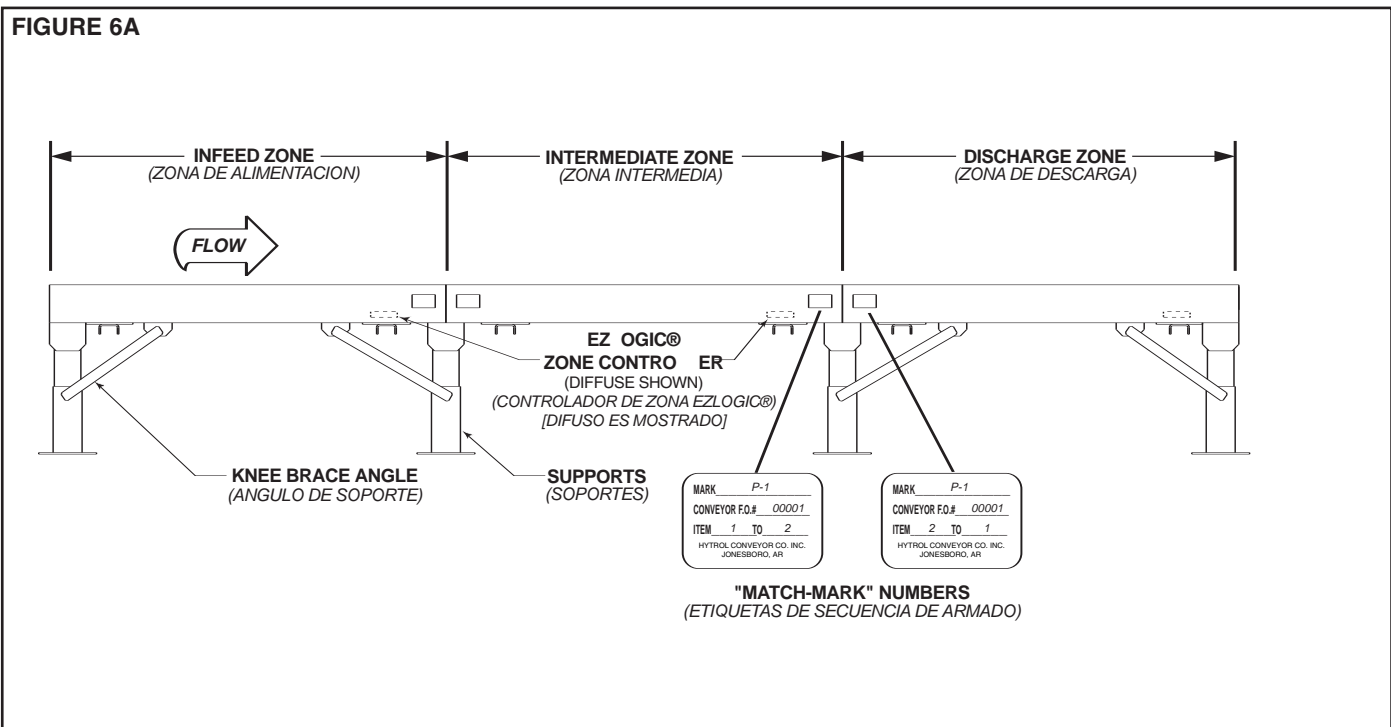 FIGURE 6A
INFEED ZONE
(ZONA DE ALIMENTACION)
INTERMEDIATE ZONE
(ZONA INTERMEDIA)
DISCHARGE ZONE
(ZONA DE DESCARGA)
FLOW
EZ OGIC®
ZONE CONTRO ER
(DIFFUSE SHOWN)
(CONTROLADOR DE ZONA EZLOGIC®)
[DIFUSO ES MOSTRADO]
KNEE BRACE ANGLE
(ANGULO DE SOPORTE)
SUPPORTS
(SOPORTES)
MARK P-1
CONVEYOR F.O.# 00001
ITEM 1 TO 2
HYTROL CONVEYOR CO. INC.
JONESBORO, AR
MARK P-1
CONVEYOR F.O.# 00001
ITEM 2 TO 1
HYTROL CONVEYOR CO. INC.
JONESBORO, AR
"MATCH-MARK" NUMBERS
(ETIQUETAS DE SECUENCIA DE ARMADO)